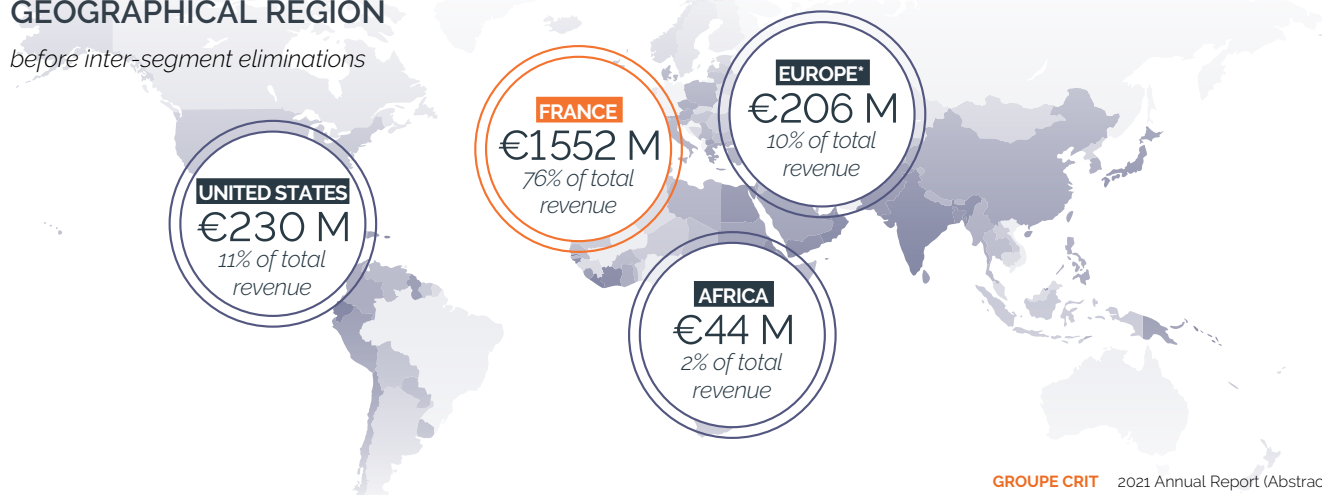 GEOGRAPHICAL REGION
before inter-segment eliminations
EUROPE*
€206 M
10% of total
revenue
FRANCE
€1552 M
76% of total
revenue
UNITED STATES
€230 M
11% of total
revenue
AFRICA
€44 M
2% of total
revenue
GROUPE CRIT 2021 Annual Report (Abstrac